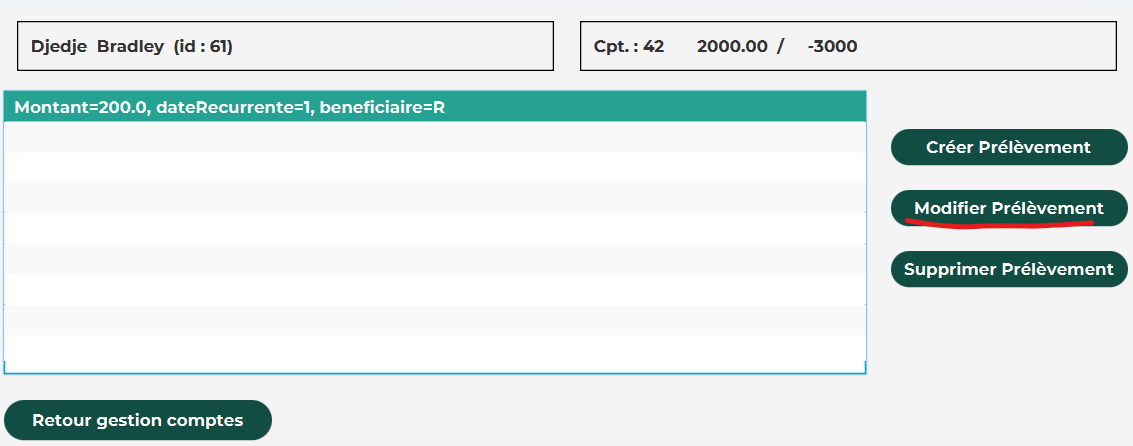 Djedje Bradley (id : 61)
Cpt. : 42 2000.00 / -3000
Montant=200.0, dateRecurrente=1, beneficiaire=R
Créer Prélèvement
Modifier Prélèvement
Supprimer Prélèvement
Retour gestion comptes